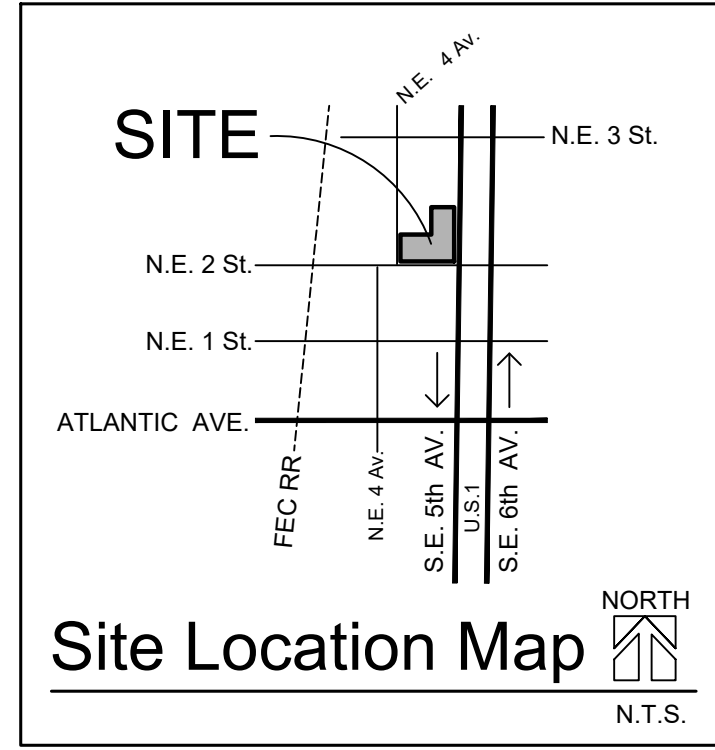 N.E. 4 Av.
SITE
N.E. 3 St.
N.E. 2 St.
N.E. 1 St.
ATLANTIC AVE.
FEC RR
N.E. 4 Av.
S.E. 5th AV.
U.S.1
S.E. 6th AV.
NORTH
Site Location Map
N.T.S.